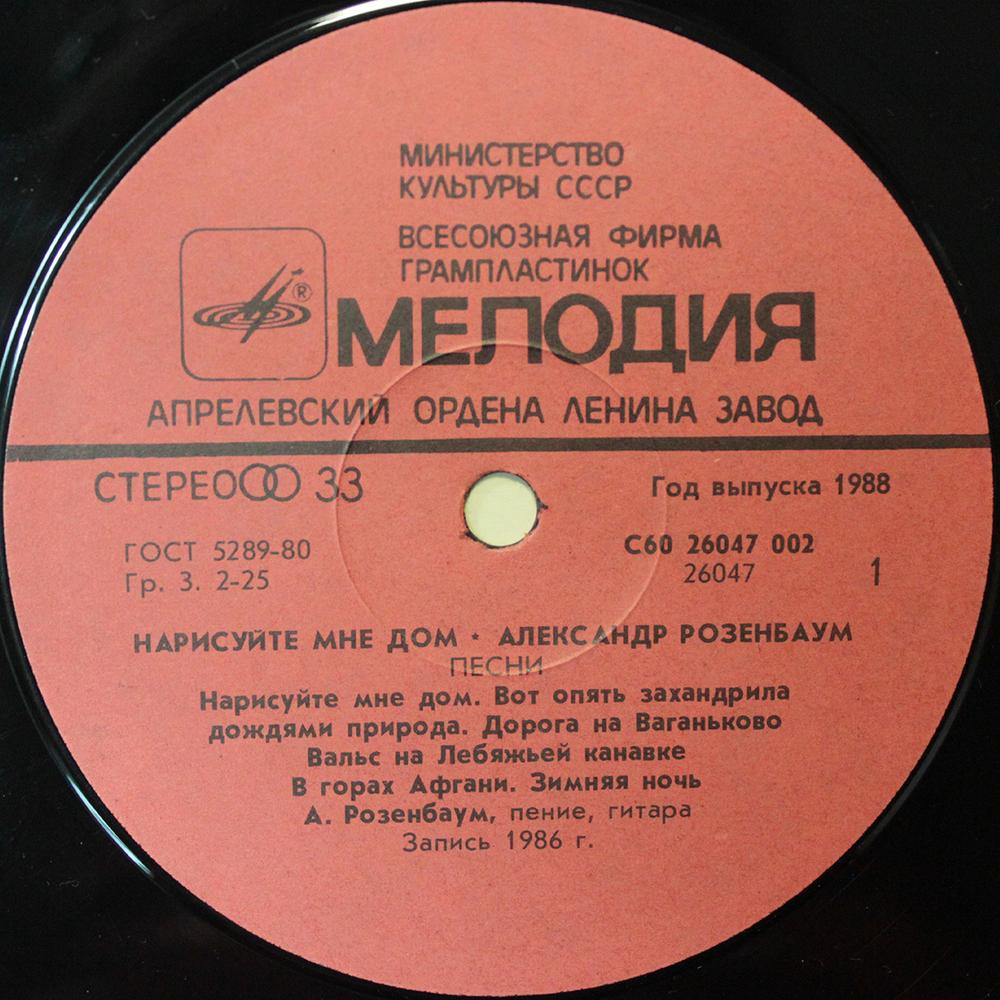 МИНИСТЕРСТВО
КУЛЬТУРЫ СССР
ВСЕСОЮЗНАЯ ФИРМА
ГРАМПЛАСТИНОК
®
МЕЛОДИЯ
АПРЕЛЕВСКИЙ ОРДЕНА ЛЕНИНА ЗАВОД
СТЕРЕО 33
Год выпуска 1988
ГОСТ 5289-80
Гр. 3. 2-25
С60 26047 002
26047
1
НАРИСУЙТЕ МНЕ ДОМ • АЛЕКСАНДР РОЗЕНБАУМ
ПЕСНИ
Нарисуйте мне дом. Вот опять захандрила
дождями природа. Дорога на Ваганьково
Вальс на Лебяжьей канавке
В горах Афгани. Зимняя ночь
А. Розенбаум, пение, гитара
Запись 1986 г.